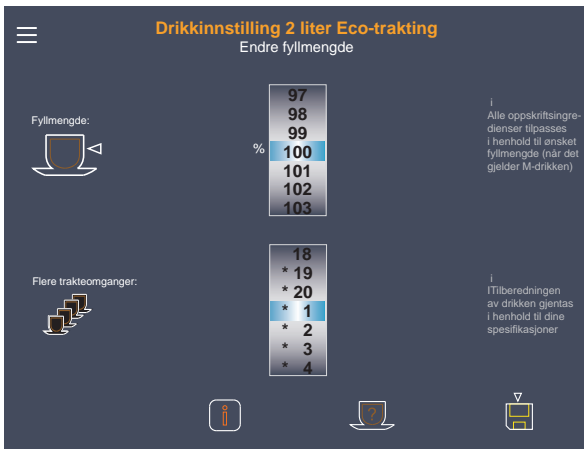 Drikkinnstilling 2 liter Eco-trakting
Endre fyllmengde
Fyllmengde:
%
97
98
99
100
101
102
103
i
Alle oppskriftsingre-
dienser tilpasses
i henhold til ønsket
fyllmengde (når det
gjelder M-drikken)
Flere trakteomganger:
18
* 19
* 20
* 1
* 2
* 3
* 4
i
ITilberedningen
av drikken gjentas
i henhold til dine
spesifikasjoner
i
?